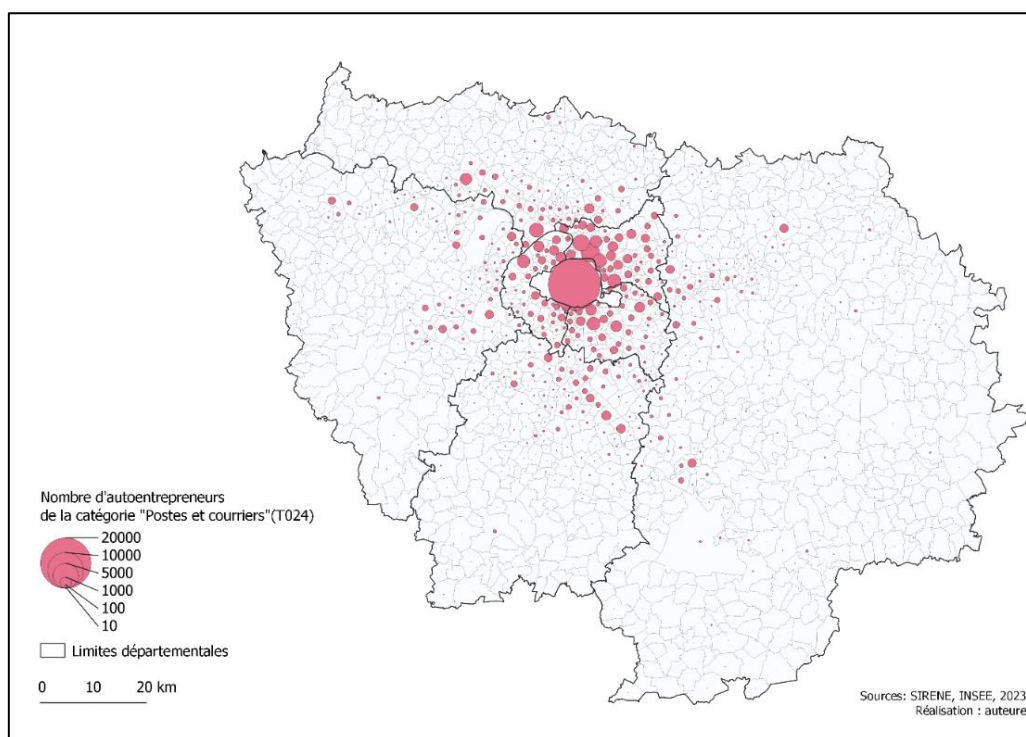 Nombre d'autoentrepreneurs
de la catégorie "Postes et courriers"(T024)
20000
10000
5000
1000
100
10
Limites départementales
0 10 20 km
Sources: SIRENE, INSEE, 2023
Réalisation : auteure